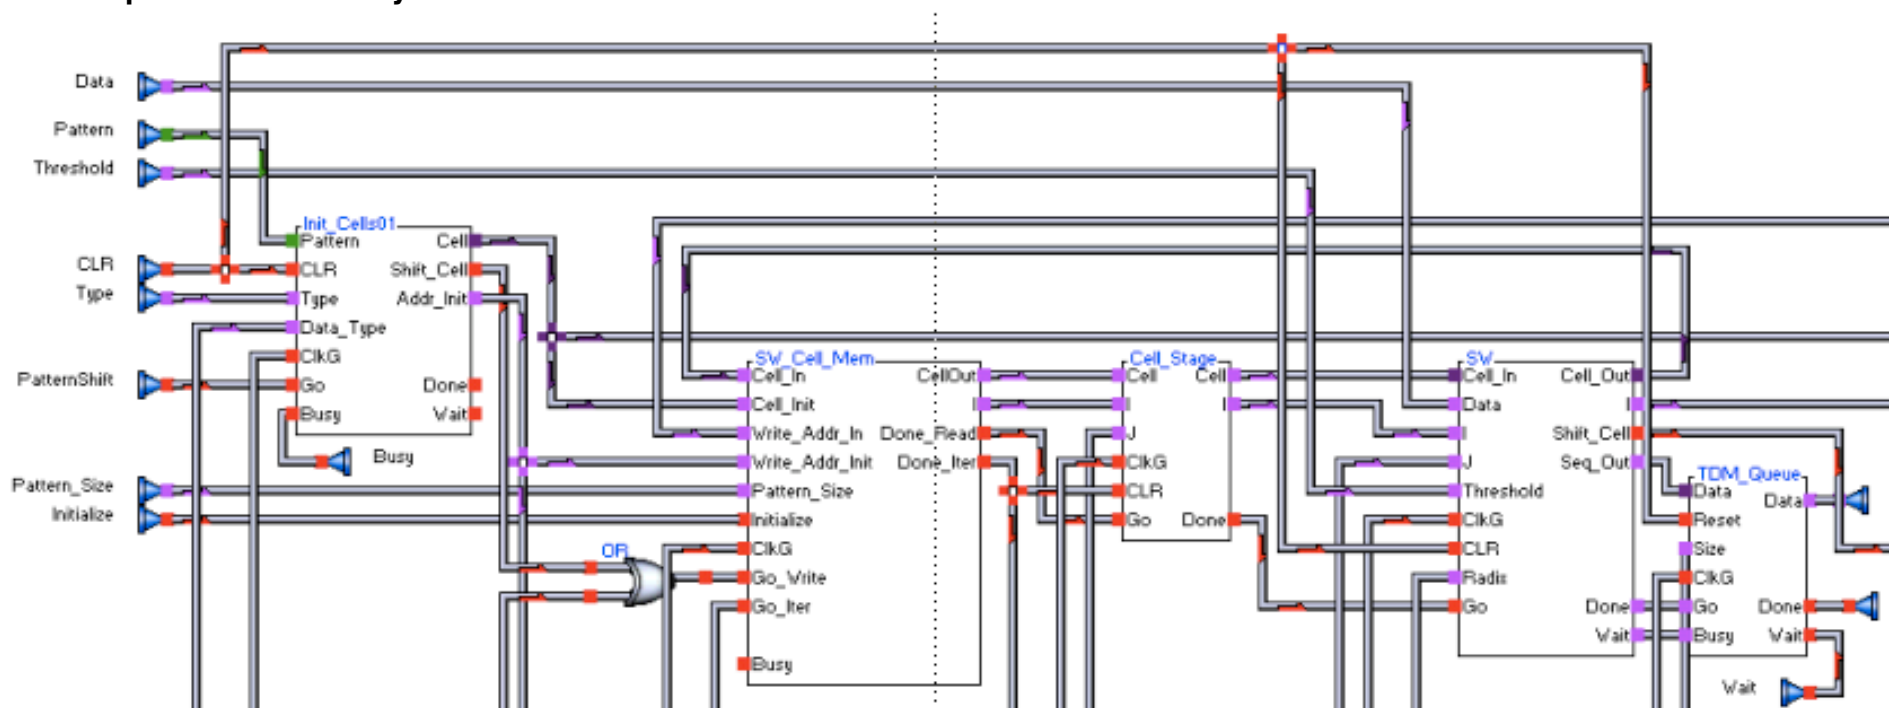 Data
Pattern
Threshold
CLR
Type
PatternShift
Busy
Pattern_Size
Initialize
Init_Cells01
Pattern
CLR
Type
Data_Type
ClkG
Go
Busy
Cell
Shift_Cell
Addr_Init
Done
Wait
OR
SW_Cell_Mem
Cell_In
Cell_Init
Write_Addr_In
Write_Addr_Init
Pattern_Size
Initialize
ClkG
Go_Write
Go_Iter
Busy
CellOut
I
Done_Read
Done_Iter
Cell_Stage
Cell
I
J
ClkG
CLR
Go
Cell
I
Done
SW
Cell_In
Data
I
J
Threshold
ClkG
CLR
Radix
Go
Cell_Out
I
Shift_Cell
Seq_Out
Done
Wait
TDM_Queue
Data
Reset
Size
ClkG
Go
Busy
Data
Done
Wait
Wait